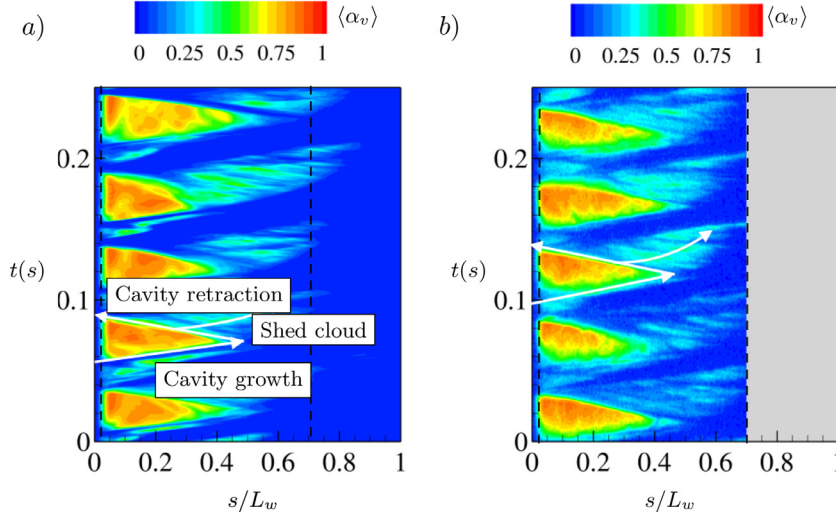 a)
⟨α_v⟩
0 0.25 0.5 0.75 1
b)
⟨α_v⟩
0 0.25 0.5 0.75 1
0.2
t(s)
0.1
0
Cavity retraction
Shed cloud
Cavity growth
0 0.2 0.4 0.6 0.8 1
s/L_w
0.2
t(s)
0.1
0
0 0.2 0.4 0.6 0.8 1
s/L_w